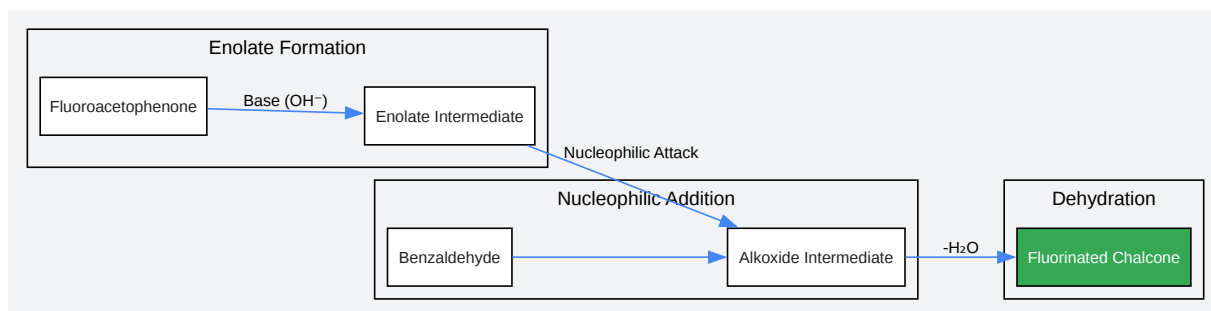 Enolate Formation
Fluoroacetophenone
Base (OH⁻)
Enolate Intermediate
Nucleophilic Attack
Nucleophilic Addition
Benzaldehyde
Alkoxide Intermediate
-H₂O
Dehydration
Fluorinated Chalcone